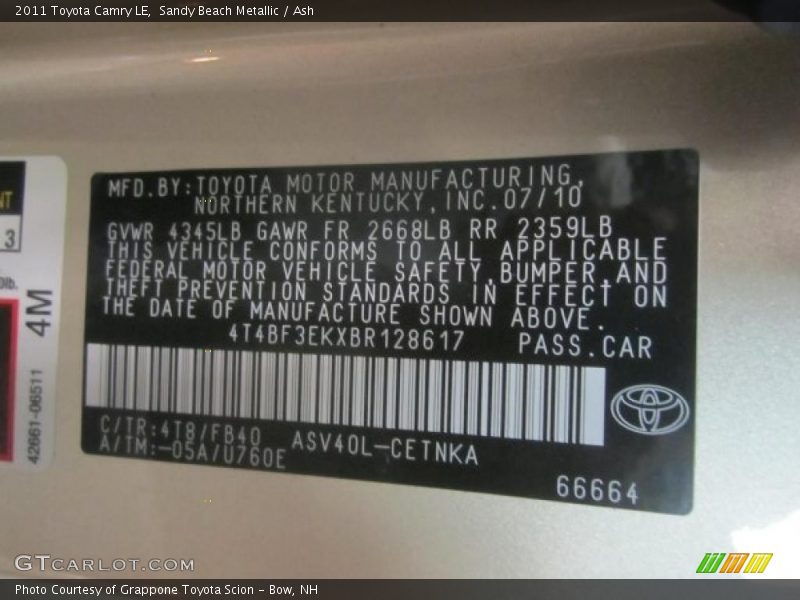 2011 Toyota Camry LE,  Sandy Beach Metallic / Ash
NT
3
plb.
4M
42661-06511
MFD.BY:TOYOTA MOTOR MANUFACTURING,
NORTHERN KENTUCKY,INC.07/10
GVWR 4345LB GAWR FR 2668LB RR 2359LB
THIS VEHICLE CONFORMS TO ALL APPLICABLE
FEDERAL MOTOR VEHICLE SAFETY,BUMPER,AND
THEFT PREVENTION STANDARDS IN EFFECT ON
THE DATE OF MANUFACTURE SHOWN ABOVE.
4T4BF3EKXBR128617 PASS.CAR
C/TR:4T8/FB40
A/TM:-05A/U760E
ASV40L-CETNKA
66664
GTCARLOT.COM
Photo Courtesy of Grappone Toyota Scion - Bow, NH